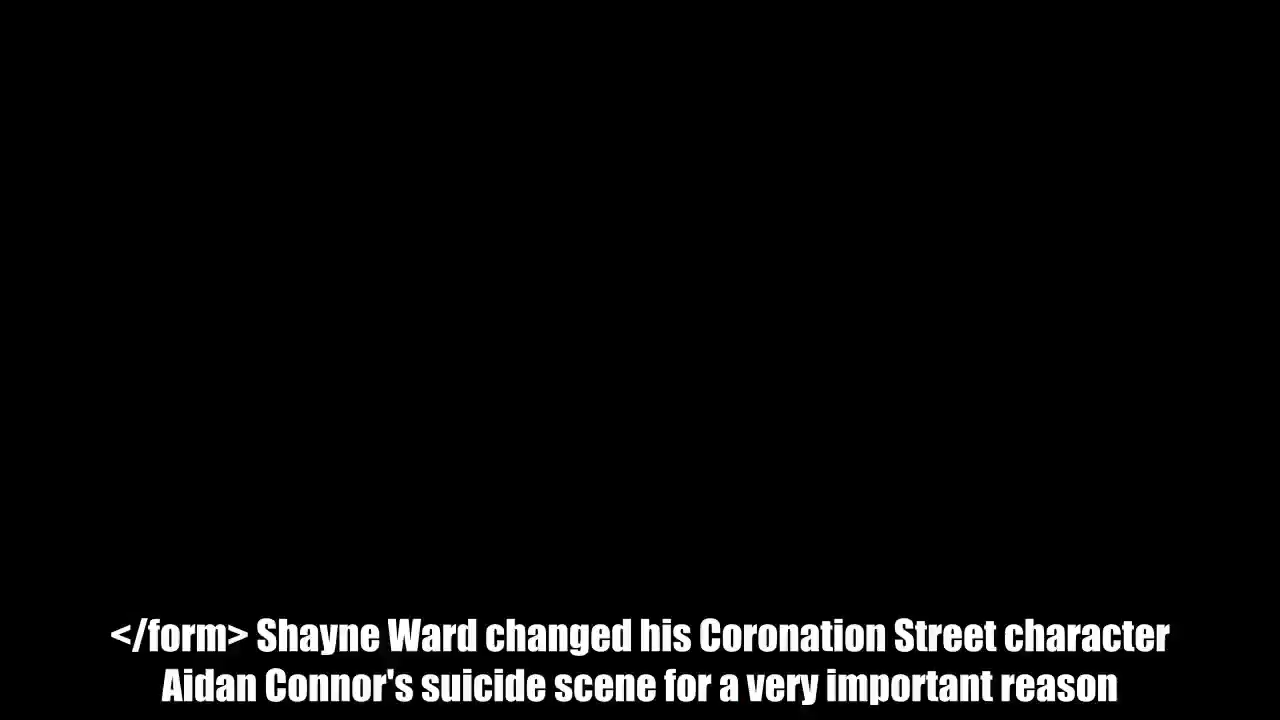 </form> Shayne Ward changed his Coronation Street character
Aidan Connor's suicide scene for a very important reason